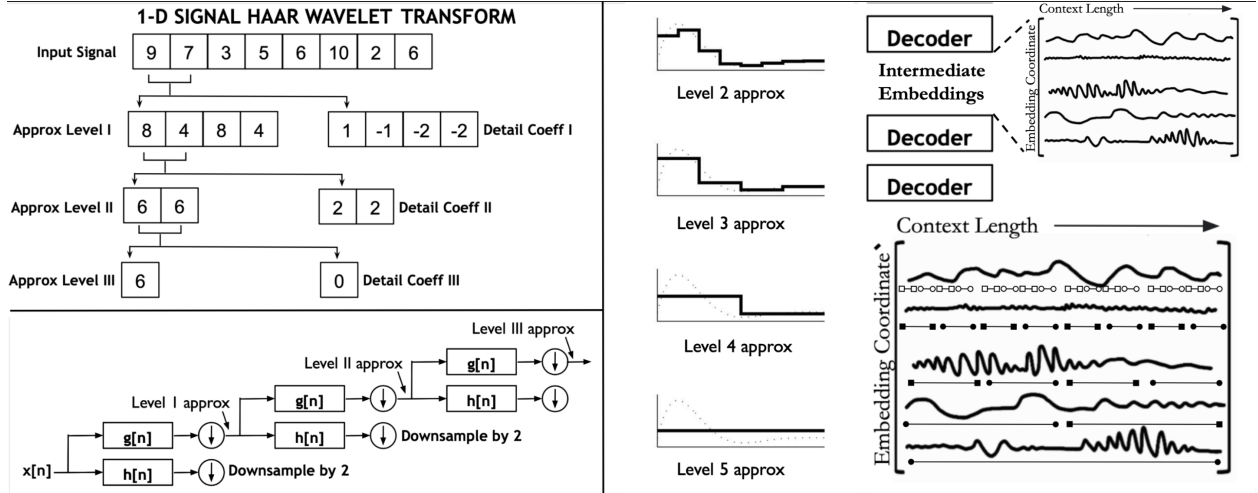 1-D SIGNAL HAAR WAVELET TRANSFORM
Input Signal 9 7 3 5 6 10 2 6
Approx Level I 8 4 8 4 1 -1 -2 -2 Detail Coeff I
Approx Level II 6 6 2 2 Detail Coeff II
Approx Level III 6 0 Detail Coeff III
Level III approx
Level II approx g[n]
Level I approx g[n] h[n]
g[n] h[n] Downsample by 2
x[n] h[n] Downsample by 2
Level 2 approx
Level 3 approx
Level 4 approx
Level 5 approx
Decoder
Intermediate
Embeddings
Decoder
Decoder
Context Length
Embedding Coordinate
Context Length
Embedding Coordinate